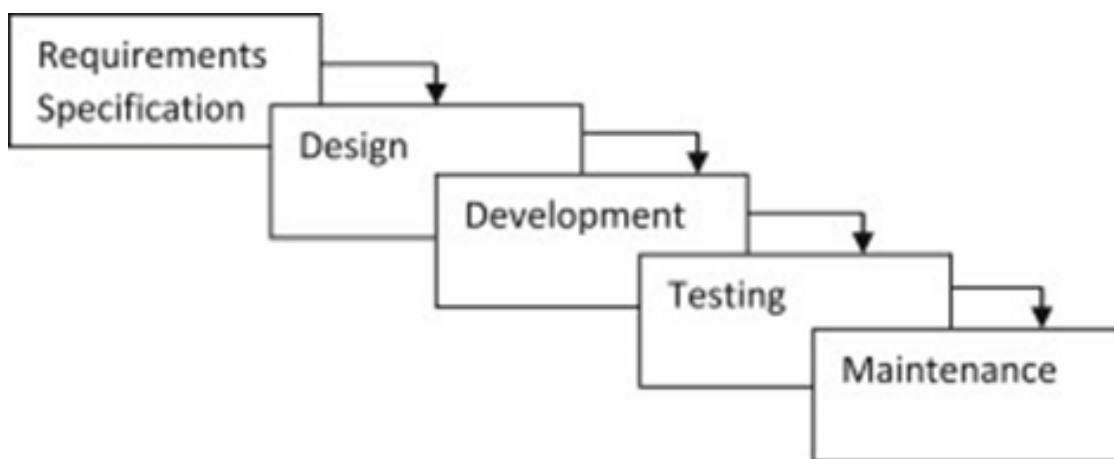 Requirements
Specification
Design
Development
Testing
Maintenance